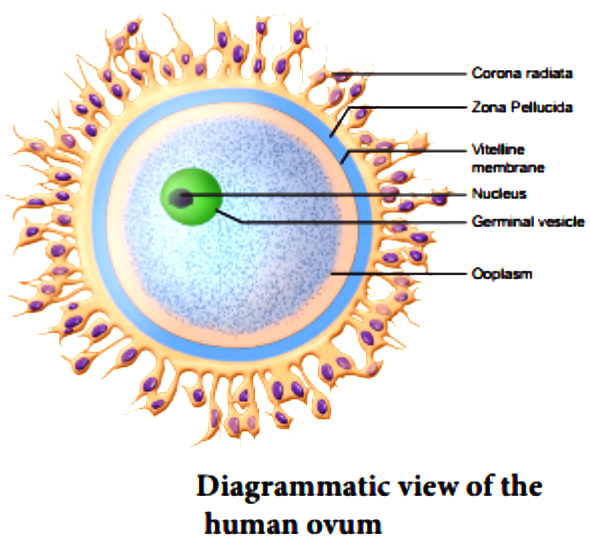 Corona radiata
Zona Pellucida
Vitelline
membrane
Nucleus
Germinal vesicle
Ooplasm
Diagrammatic view of the
human ovum